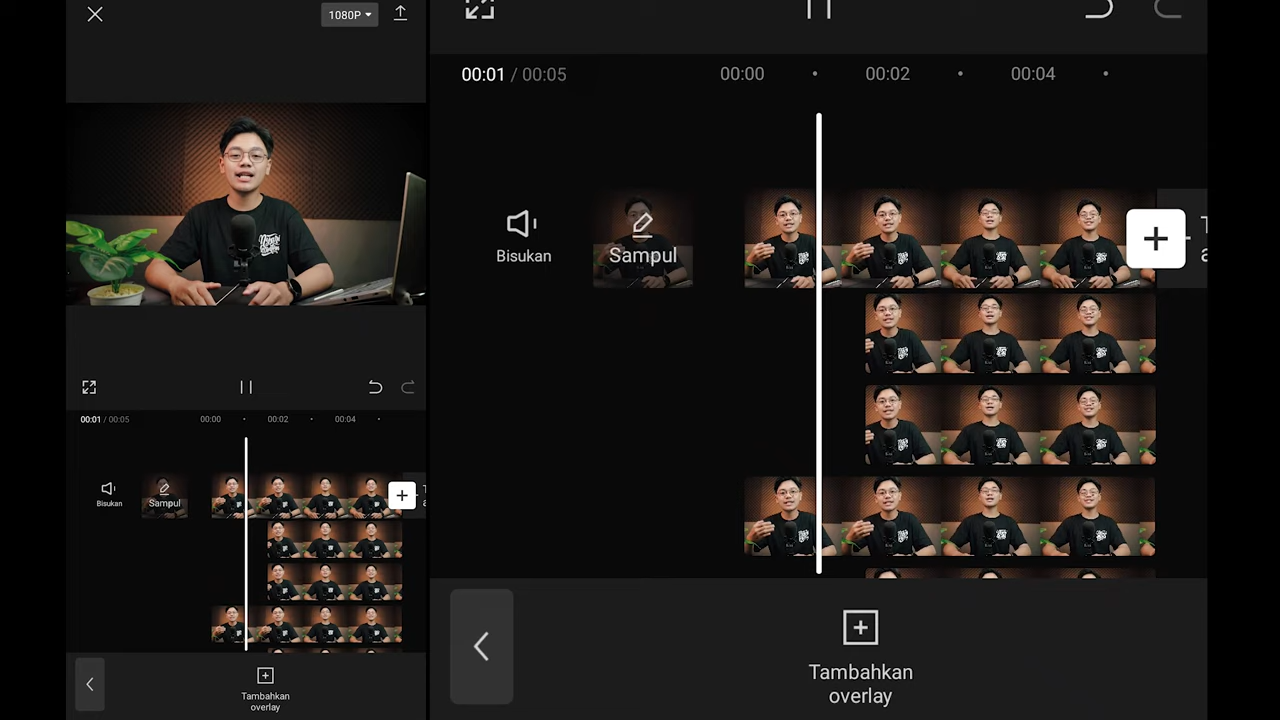 1080P
00:01 / 00:05
00:00
00:02
00:04
Bisukan
Sampul
Tambahkan
overlay
00:01 / 00:05
00:00
00:02
00:04
Bisukan
Sampul
Tambahkan
overlay